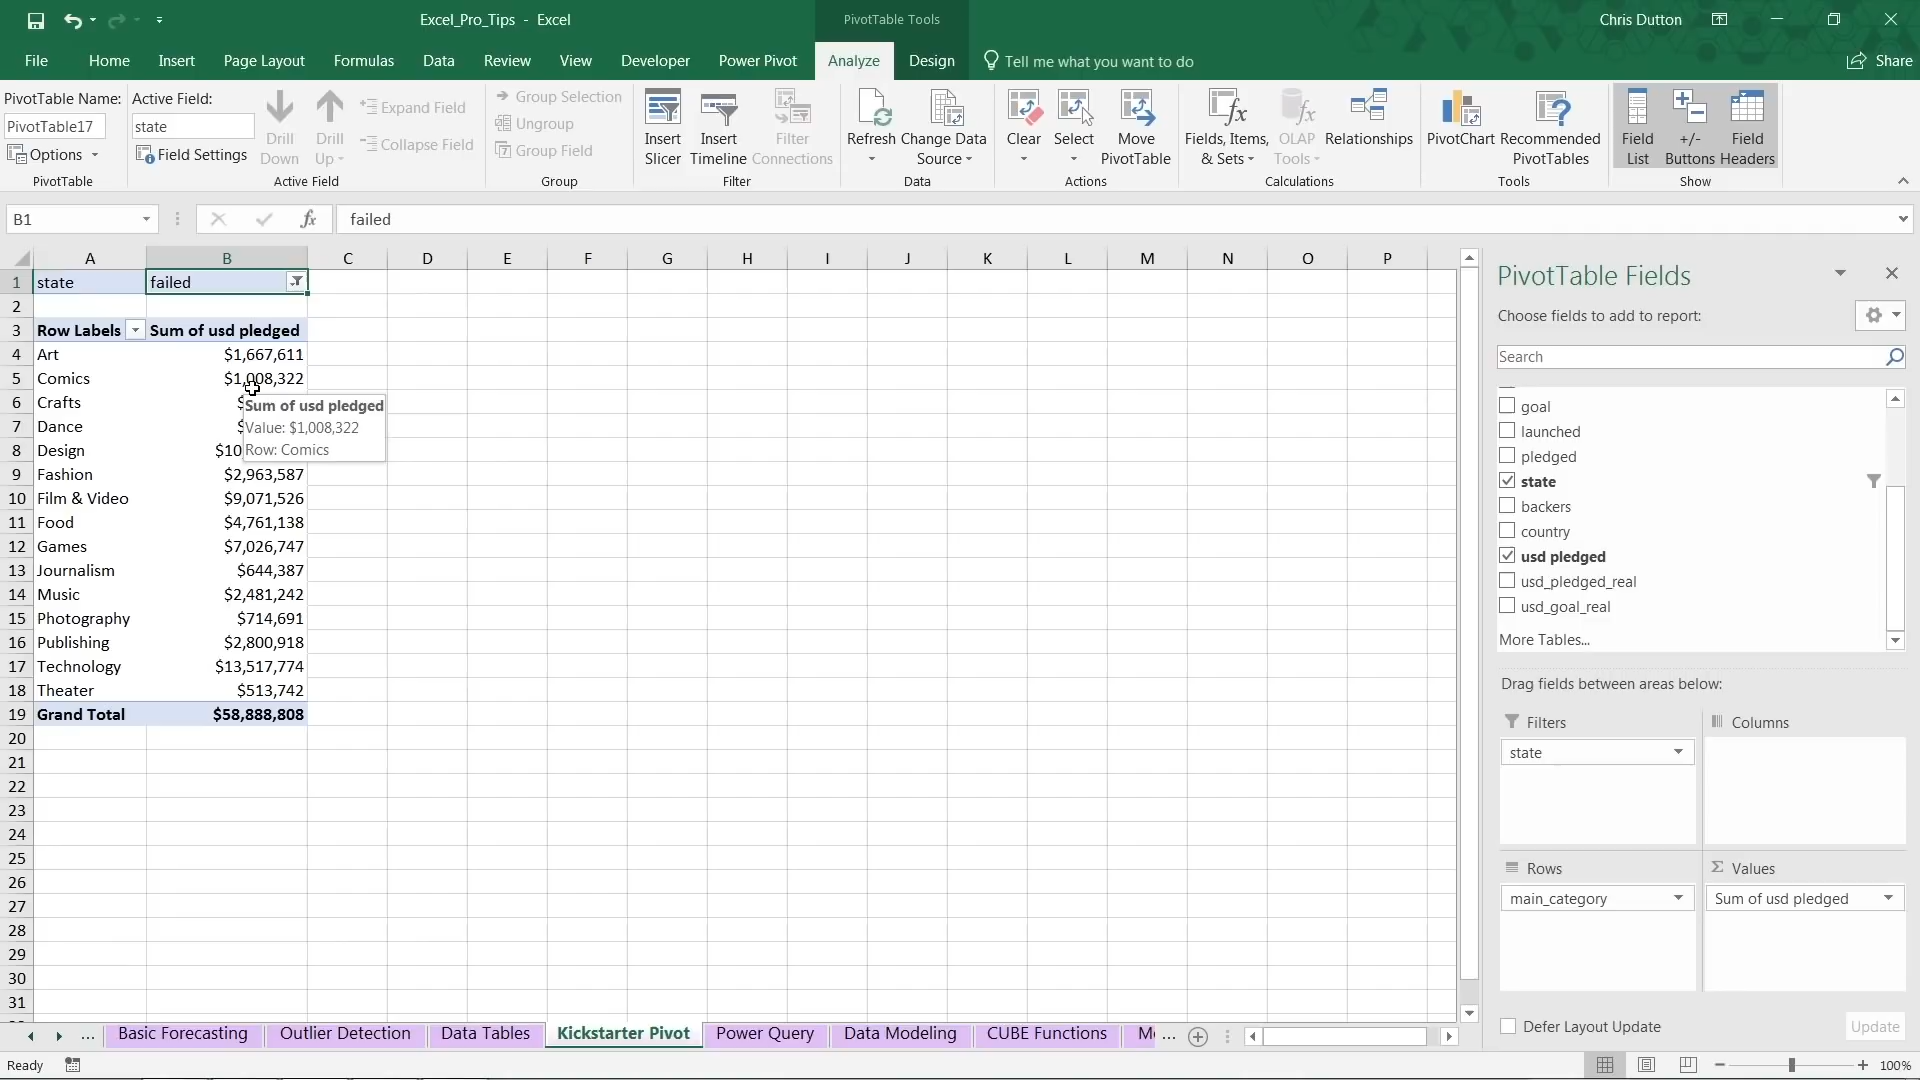 Excel_Pro_Tips - Excel
PivotTable Tools
Chris Dutton
File Home Insert Page Layout Formulas Data Review View Developer Power Pivot Analyze Design Tell me what you want to do Share
PivotTable Name:
PivotTable17
Options
PivotTable
Active Field:
state
Field Settings
Drill Down
Drill Up
Expand Field
Collapse Field
Active Field
Group Selection
Ungroup
Group Field
Group
Insert Slicer
Insert Timeline
Filter Connections
Filter
Refresh
Change Data Source
Data
Clear
Select
Move PivotTable
Actions
Fields, Items, & Sets
OLAP Tools
Relationships
Calculations
PivotChart
Recommended PivotTables
Tools
Field List
+/- Buttons
Field Headers
Show
B1 fx failed
A B C D E F G H I J K L M N O P
1 state failed
2
3 Row Labels Sum of usd pledged
4 Art $1,667,611
5 Comics $1,008,322
6 Crafts $
7 Dance $
8 Design $10
9 Fashion $2,963,587
10 Film & Video $9,071,526
11 Food $4,761,138
12 Games $7,026,747
13 Journalism $644,387
14 Music $2,481,242
15 Photography $714,691
16 Publishing $2,800,918
17 Technology $13,517,774
18 Theater $513,742
19 Grand Total $58,888,808
20
21
22
23
24
25
26
27
28
29
30
31
Sum of usd pledged
Value: $1,008,322
Row: Comics
PivotTable Fields
Choose fields to add to report:
Search
goal
launched
pledged
state
backers
country
usd pledged
usd_pledged_real
usd_goal_real
More Tables...
Drag fields between areas below:
Filters
state
Columns
Rows
main_category
Σ Values
Sum of usd pledged
Defer Layout Update
Update
... Basic Forecasting Outlier Detection Data Tables Kickstarter Pivot Power Query Data Modeling CUBE Functions ...
Ready
100%